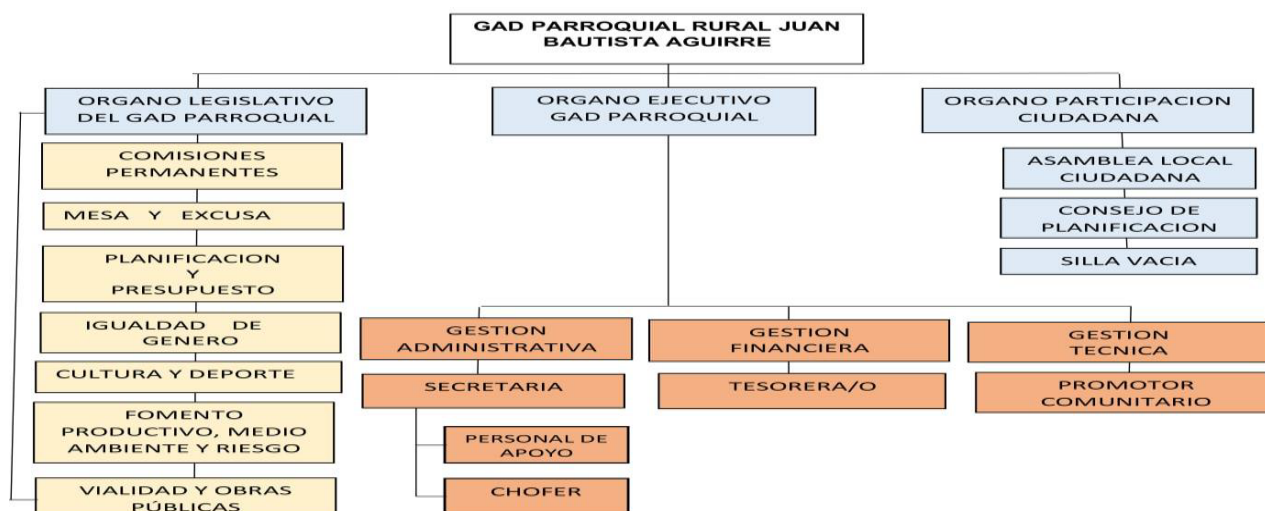 GAD PARROQUIAL RURAL JUAN
BAUTISTA AGUIRRE
ORGANO LEGISLATIVO
DEL GAD PARROQUIAL
COMISIONES
PERMANENTES
MESA Y EXCUSA
PLANIFICACION
Y
PRESUPUESTO
IGUALDAD DE
GENERO
CULTURA Y DEPORTE
FOMENTO
PRODUCTIVO, MEDIO
AMBIENTE Y RIESGO
VIALIDAD Y OBRAS
PÚBLICAS
ORGANO EJECUTIVO
GAD PARROQUIAL
GESTION
ADMINISTRATIVA
SECRETARIA
PERSONAL DE
APOYO
CHOFER
GESTION
FINANCIERA
TESORERA/O
GESTION
TECNICA
PROMOTOR
COMUNITARIO
ORGANO PARTICIPACION
CIUDADANA
ASAMBLEA LOCAL
CIUDADANA
CONSEJO DE
PLANIFICACION
SILLA VACIA